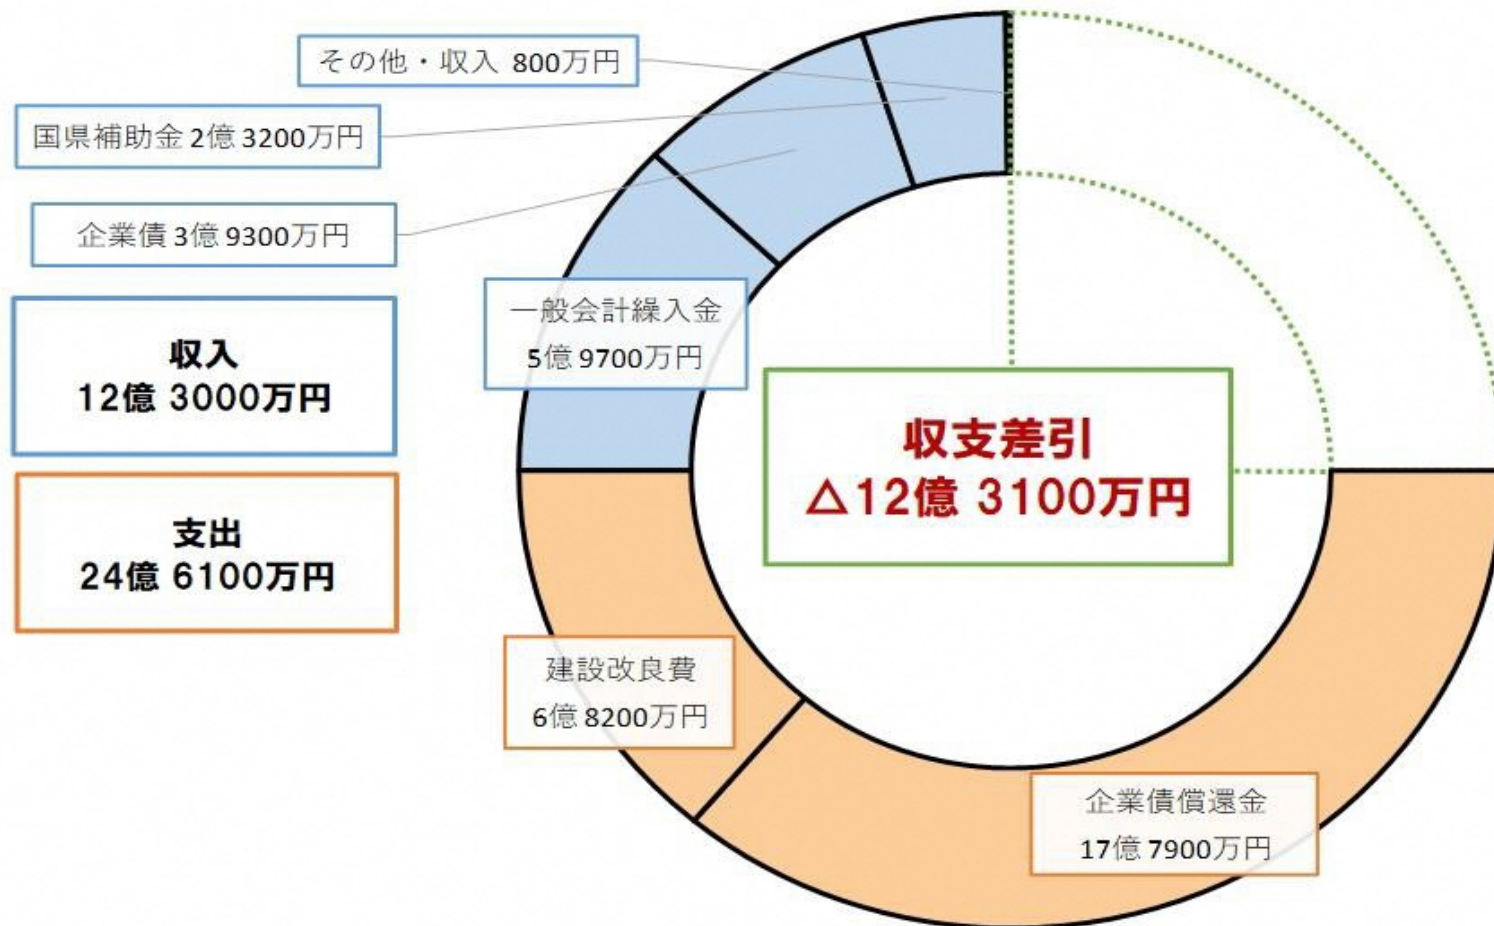 その他・収入 800万円
国県補助金 2億 3200万円
企業債 3億 9300万円
一般会計繰入金
5億 9700万円
収入
12億 3000万円
支出
24億 6100万円
収支差引
△12億 3100万円
建設改良費
6億 8200万円
企業債償還金
17億 7900万円